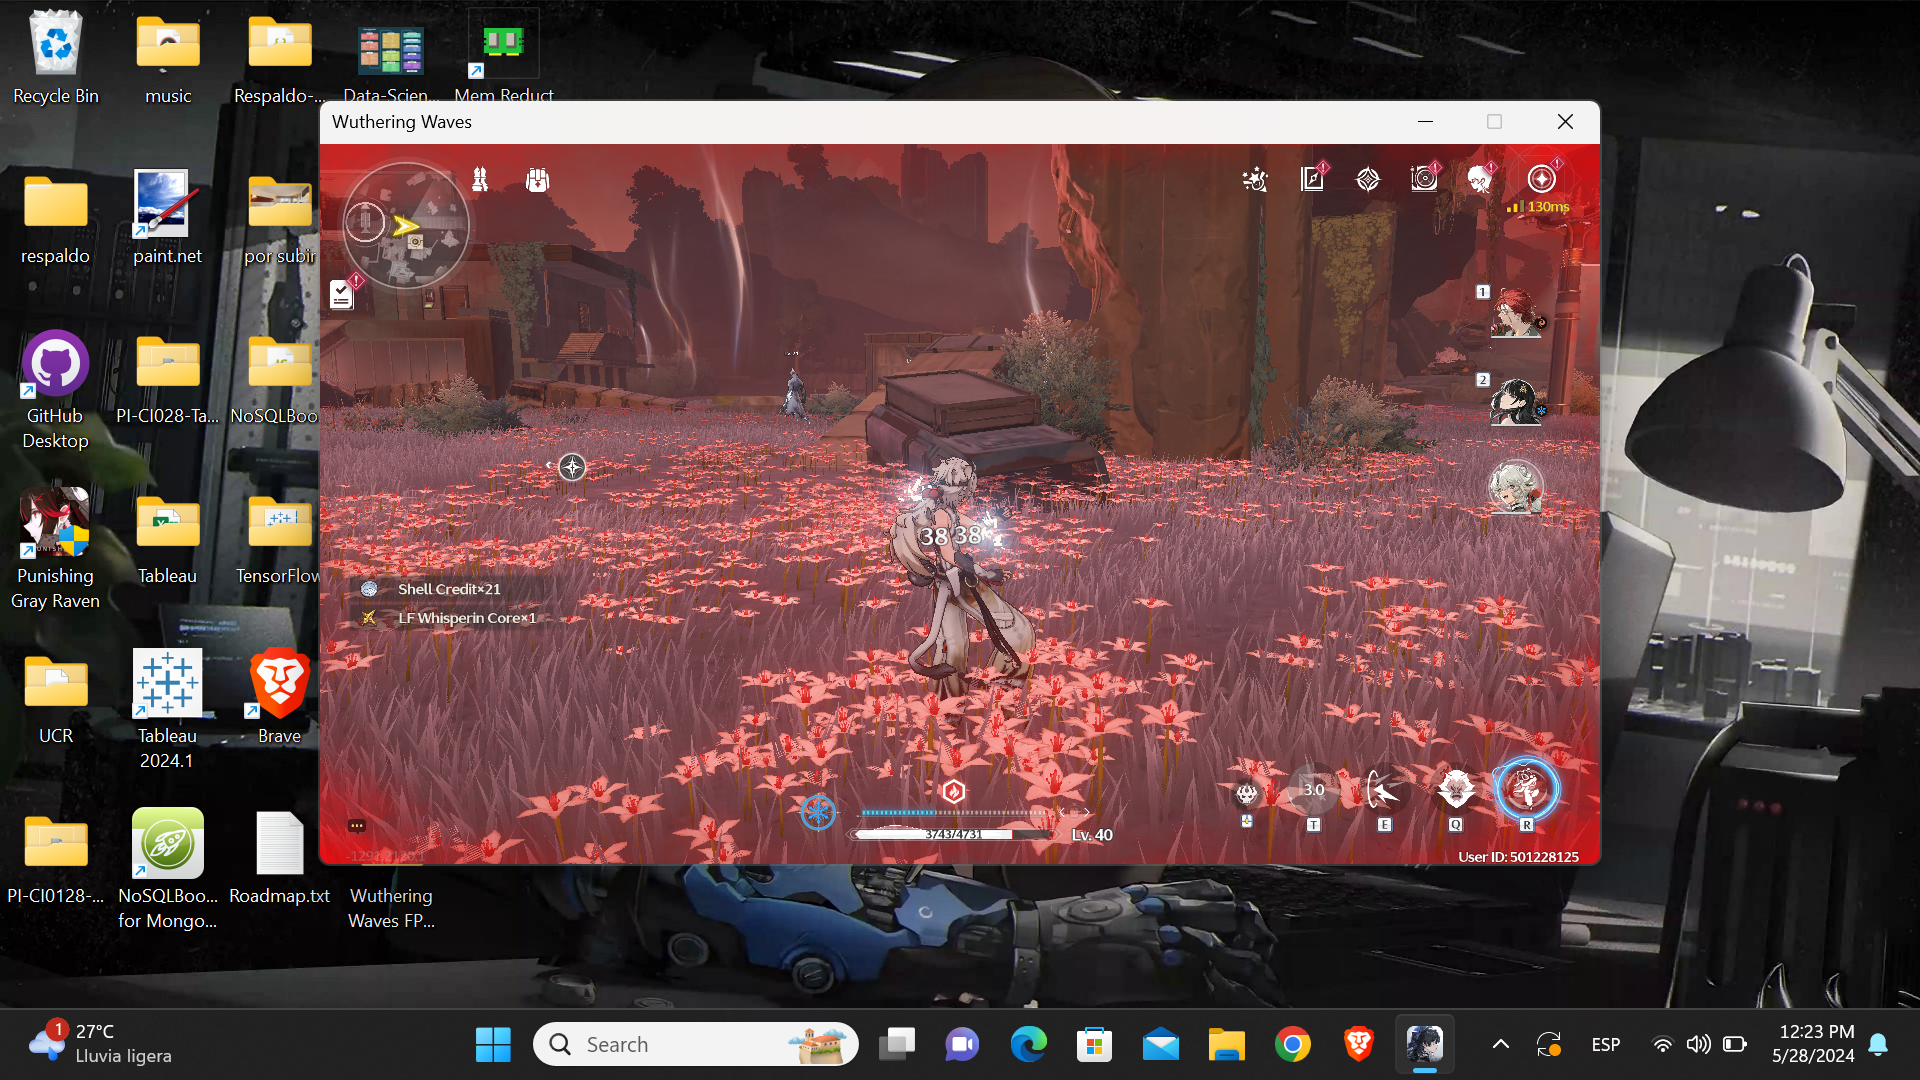 Recycle Bin
music
Respaldo-...
Data-Scien...
Mem Reduct
respaldo
paint.net
por subir
GitHub
Desktop
PI-CI028-Ta...
NoSQLBoo
Punishing
Gray Raven
Tableau
TensorFlow
UCR
Tableau
2024.1
Brave
PI-CI0128-...
NoSQLBoo...
for Mongo...
Roadmap.txt
Wuthering
Waves FP...
Wuthering Waves
130ms
1
2
38 38
Shell Credit×21
LF Whisperin Core×1
3743/4731
Lv. 40
3.0
T
E
Q
R
User ID: 501228125
1
27°C
Lluvia ligera
Search
ESP
12:23 PM
5/28/2024